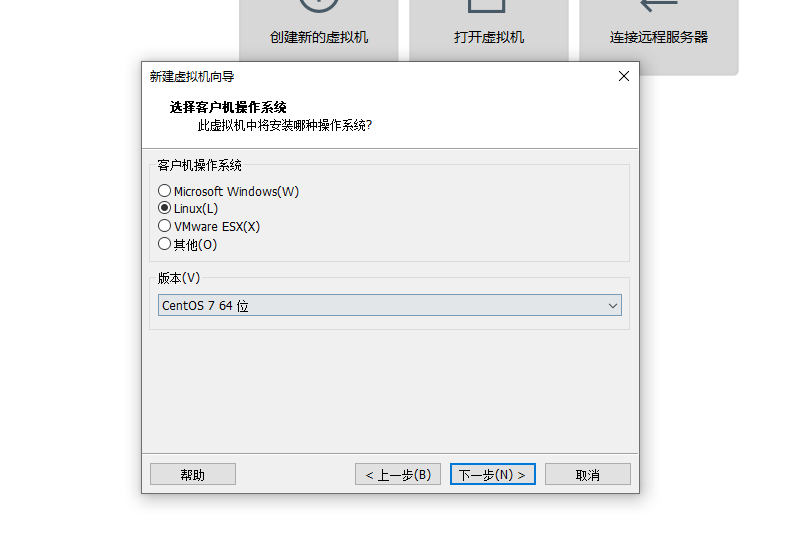 创建新的虚拟机 打开虚拟机 连接远程服务器
新建虚拟机向导
选择客户机操作系统
此虚拟机中将安装哪种操作系统?
客户机操作系统
Microsoft Windows(W)
Linux(L)
VMware ESX(X)
其他(O)
版本(V)
CentOS 7 64 位
帮助 < 上一步(B) 下一步(N) > 取消